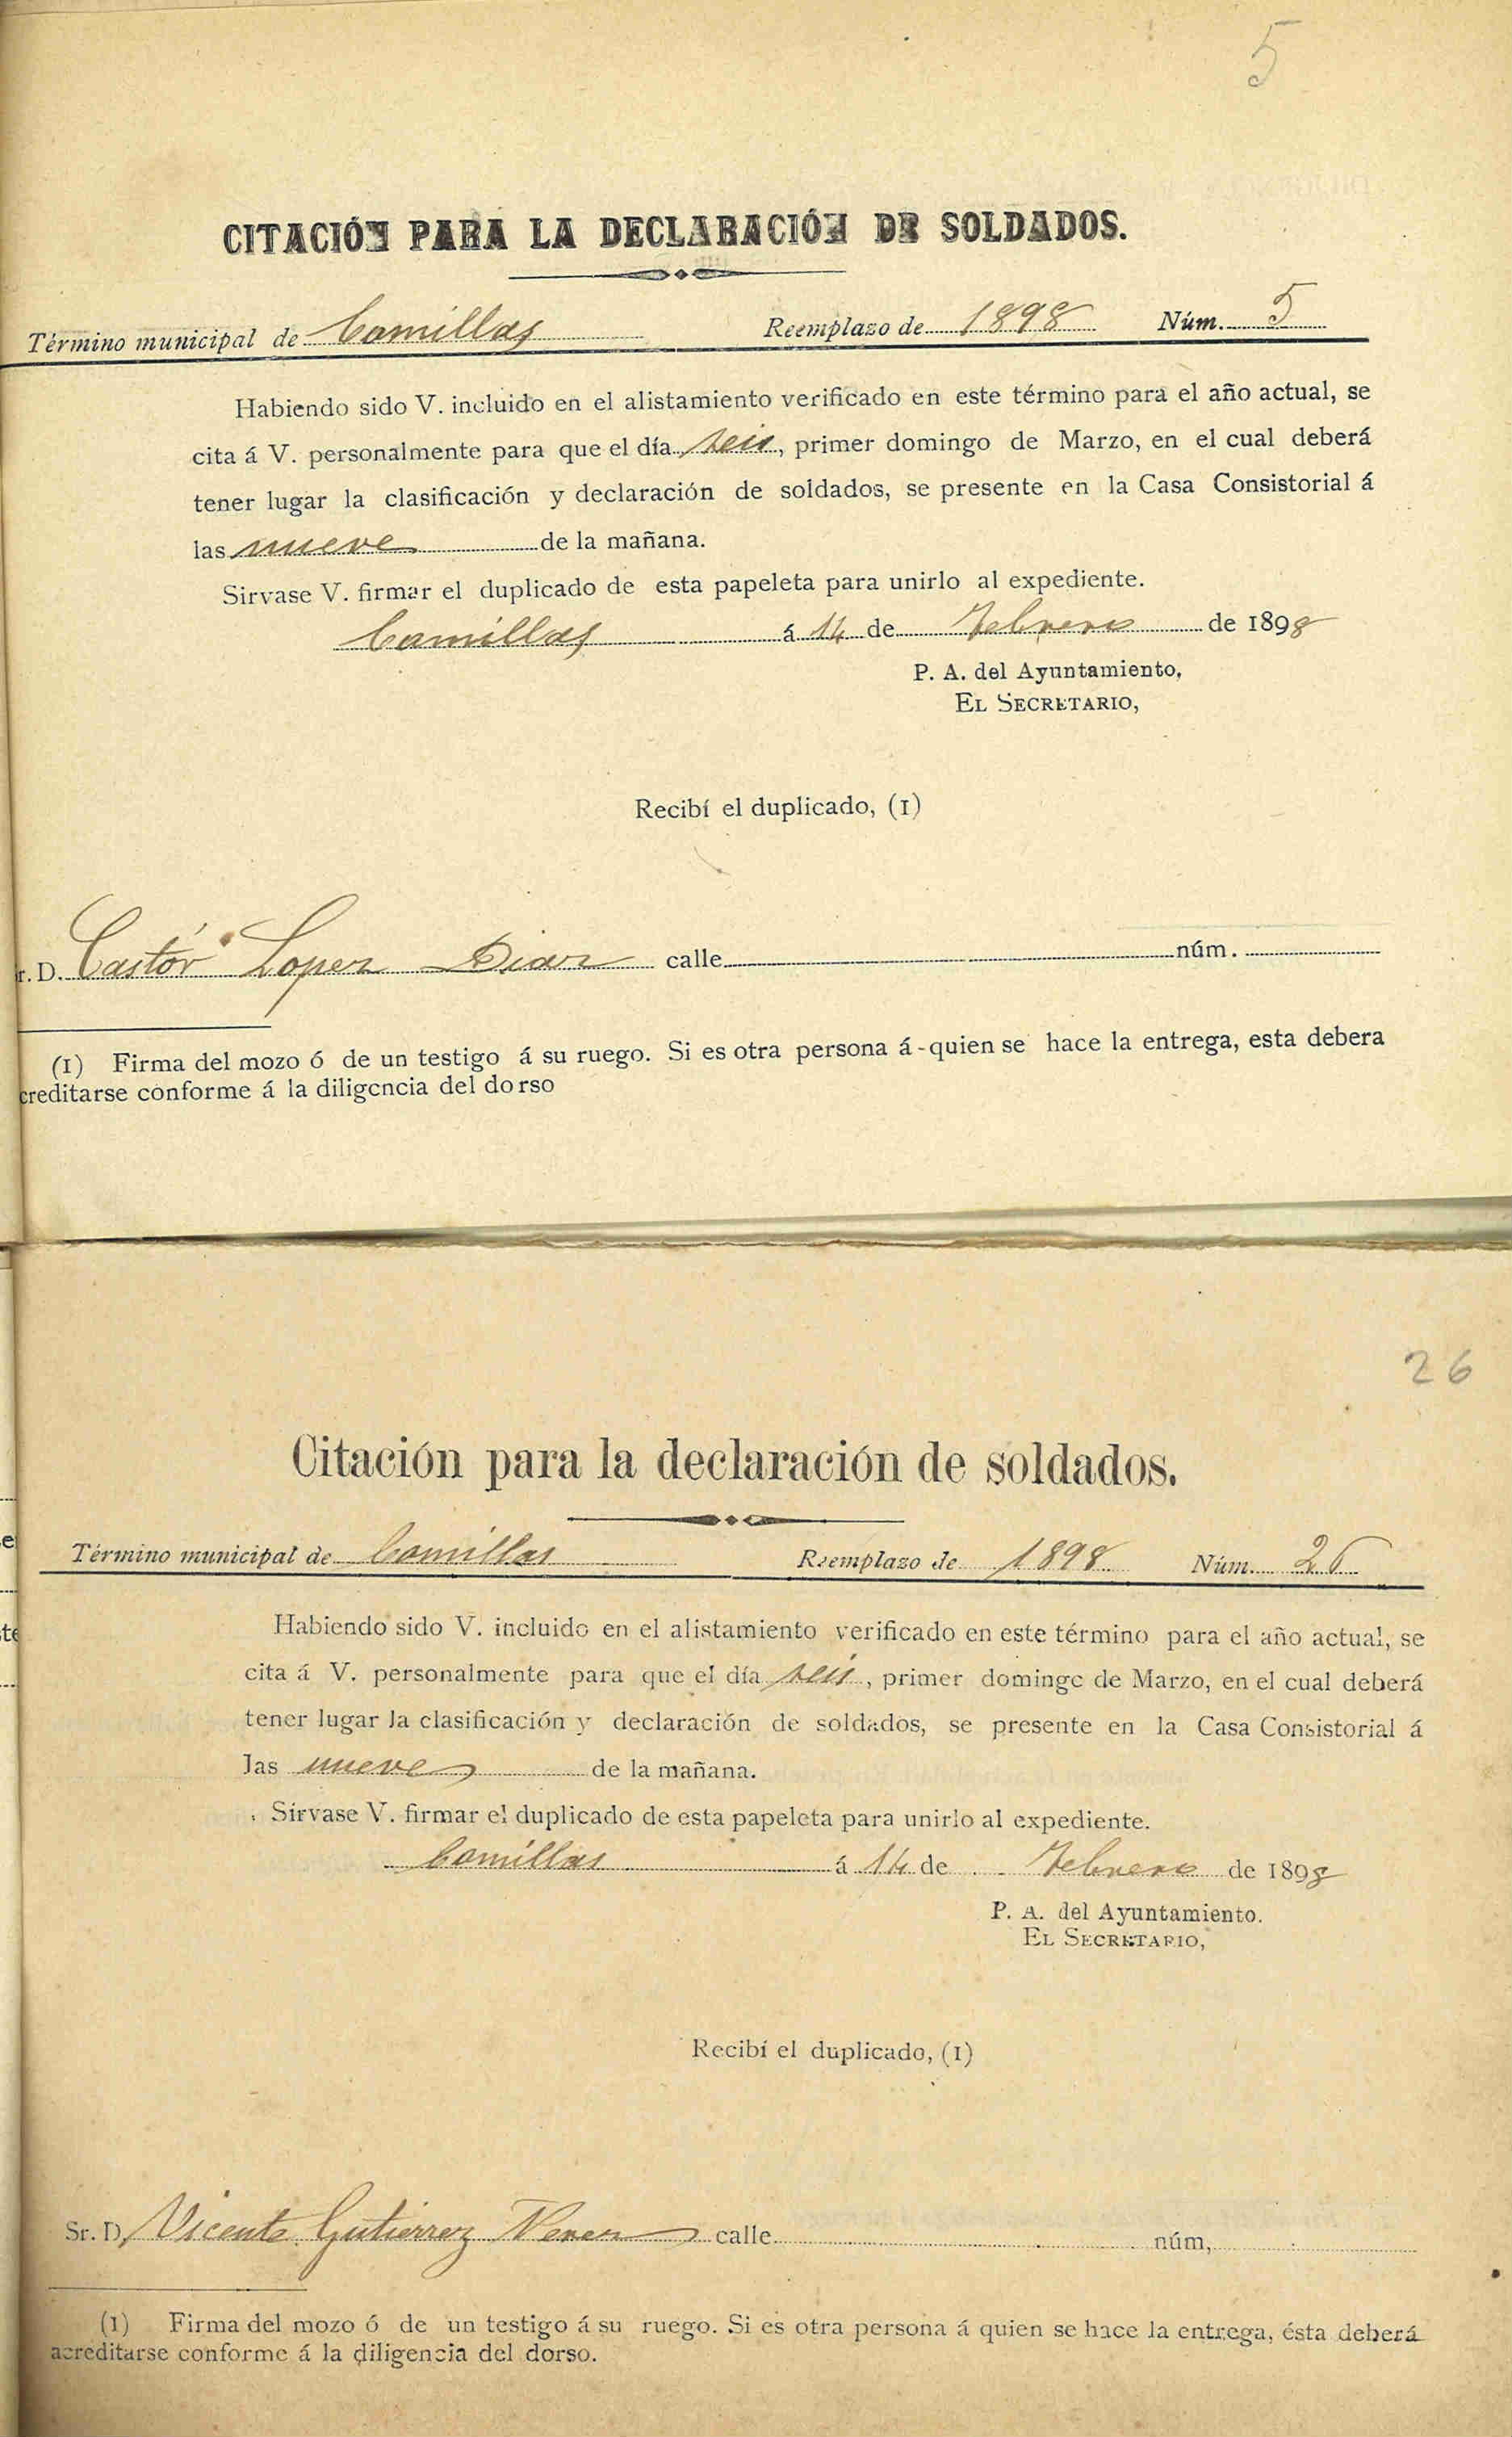 5
CITACIÓN PARA LA DECLARACIÓN DE SOLDADOS.
Término municipal de Comillas Reemplazo de 1898 Núm. 5
Habiendo sido V. incluido en el alistamiento verificado en este término para el año actual, se
cita á V. personalmente para que el día seis, primer domingo de Marzo, en el cual deberá
tener lugar la clasificación y declaración de soldados, se presente en la Casa Consistorial á
las nueve de la mañana.
Sirvase V. firmar el duplicado de esta papeleta para unirlo al expediente.
Comillas á 14 de Febrero de 1898
P. A. del Ayuntamiento,
EL SECRETARIO,
Recibí el duplicado, (1)
r. D. Castór Lopez Diaz calle núm.
(1) Firma del mozo ó de un testigo á su ruego. Si es otra persona á-quien se hace la entrega, esta debera
creditarse conforme á la diligencia del dorso
26
Citación para la declaración de soldados.
Término municipal de Comillas Reemplazo de 1898 Núm. 26
Habiendo sido V. incluido en el alistamiento verificado en este término para el año actual, se
cita á V. personalmente para que el día seis, primer domingo de Marzo, en el cual deberá
tener lugar la clasificación y declaración de soldados, se presente en la Casa Consistorial á
las nueve de la mañana.
Sirvase V. firmar el duplicado de esta papeleta para unirlo al expediente.
Comillas á 14 de Febrero de 1898
P. A. del Ayuntamiento.
EL SECRETARIO,
Recibí el duplicado, (1)
Sr. D. Vicente Gutierrez calle núm,
(1) Firma del mozo ó de un testigo á su ruego. Si es otra persona á quien se hace la entrega, ésta deberá
acreditarse conforme á la diligencia del dorso.